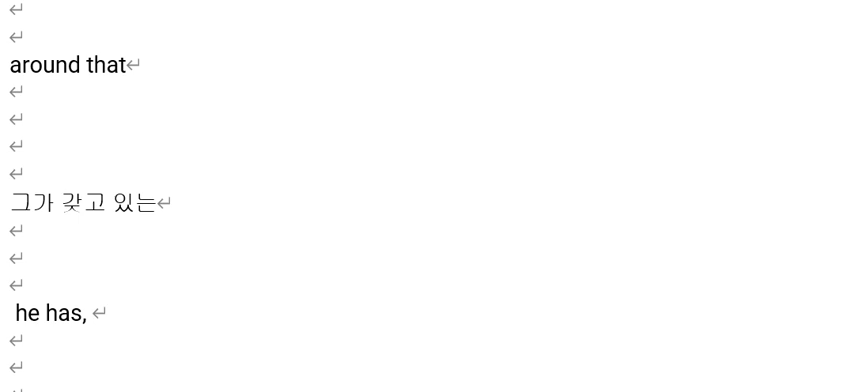 around that
그가 갖고 있는
he has,